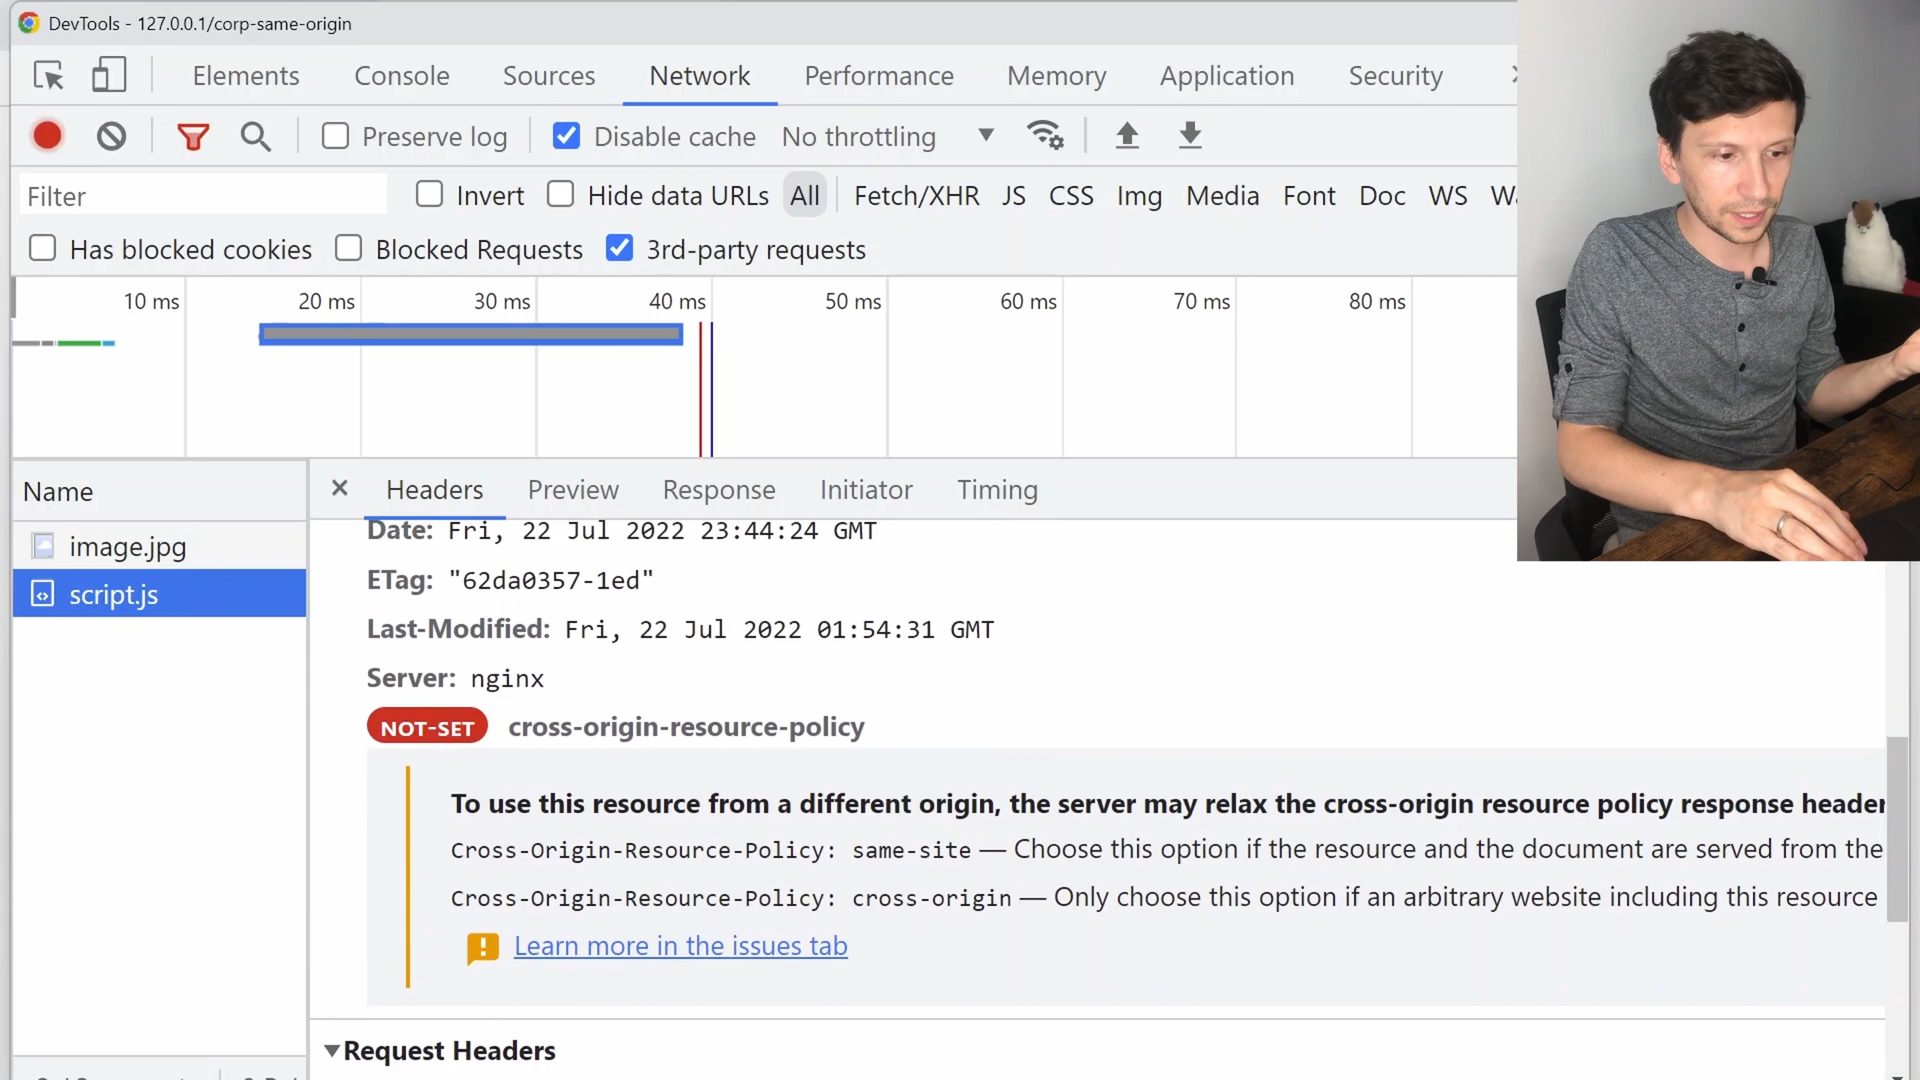 DevTools - 127.0.0.1/corp-same-origin
Elements Console Sources Network Performance Memory Application Security
Preserve log Disable cache No throttling
Filter Invert Hide data URLs All Fetch/XHR JS CSS Img Media Font Doc WS
Has blocked cookies Blocked Requests 3rd-party requests
10 ms 20 ms 30 ms 40 ms 50 ms 60 ms 70 ms 80 ms
Name
image.jpg
script.js
Headers Preview Response Initiator Timing
Date: Fri, 22 Jul 2022 23:44:24 GMT
ETag: "62da0357-1ed"
Last-Modified: Fri, 22 Jul 2022 01:54:31 GMT
Server: nginx
NOT-SET cross-origin-resource-policy
To use this resource from a different origin, the server may relax the cross-origin resource policy response header
Cross-Origin-Resource-Policy: same-site — Choose this option if the resource and the document are served from the
Cross-Origin-Resource-Policy: cross-origin — Only choose this option if an arbitrary website including this resource
Learn more in the issues tab
Request Headers